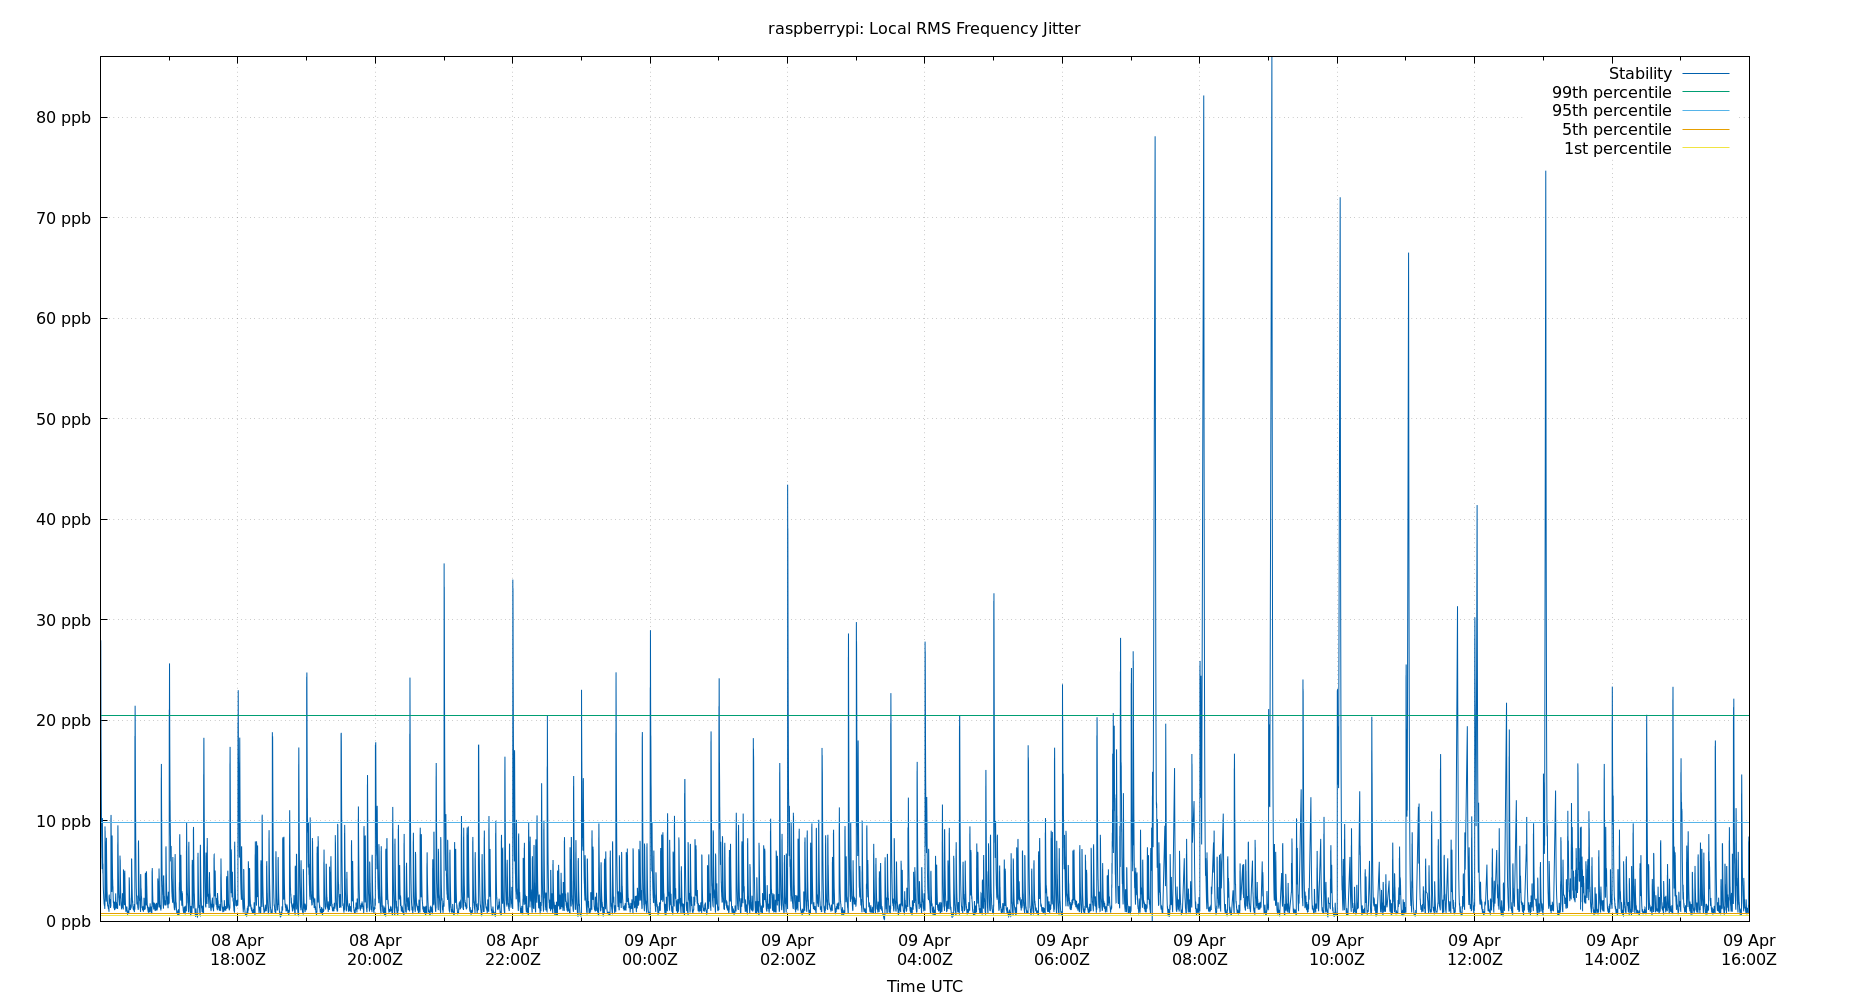 raspberrypi: Local RMS Frequency Jitter
Stability
99th percentile
95th percentile
5th percentile
1st percentile
80 ppb
70 ppb
60 ppb
50 ppb
40 ppb
30 ppb
20 ppb
10 ppb
0 ppb
08 Apr 08 Apr 08 Apr 09 Apr 09 Apr 09 Apr 09 Apr 09 Apr 09 Apr 09 Apr 09 Apr 09 Apr
18:00Z 20:00Z 22:00Z 00:00Z 02:00Z 04:00Z 06:00Z 08:00Z 10:00Z 12:00Z 14:00Z 16:00Z
Time UTC